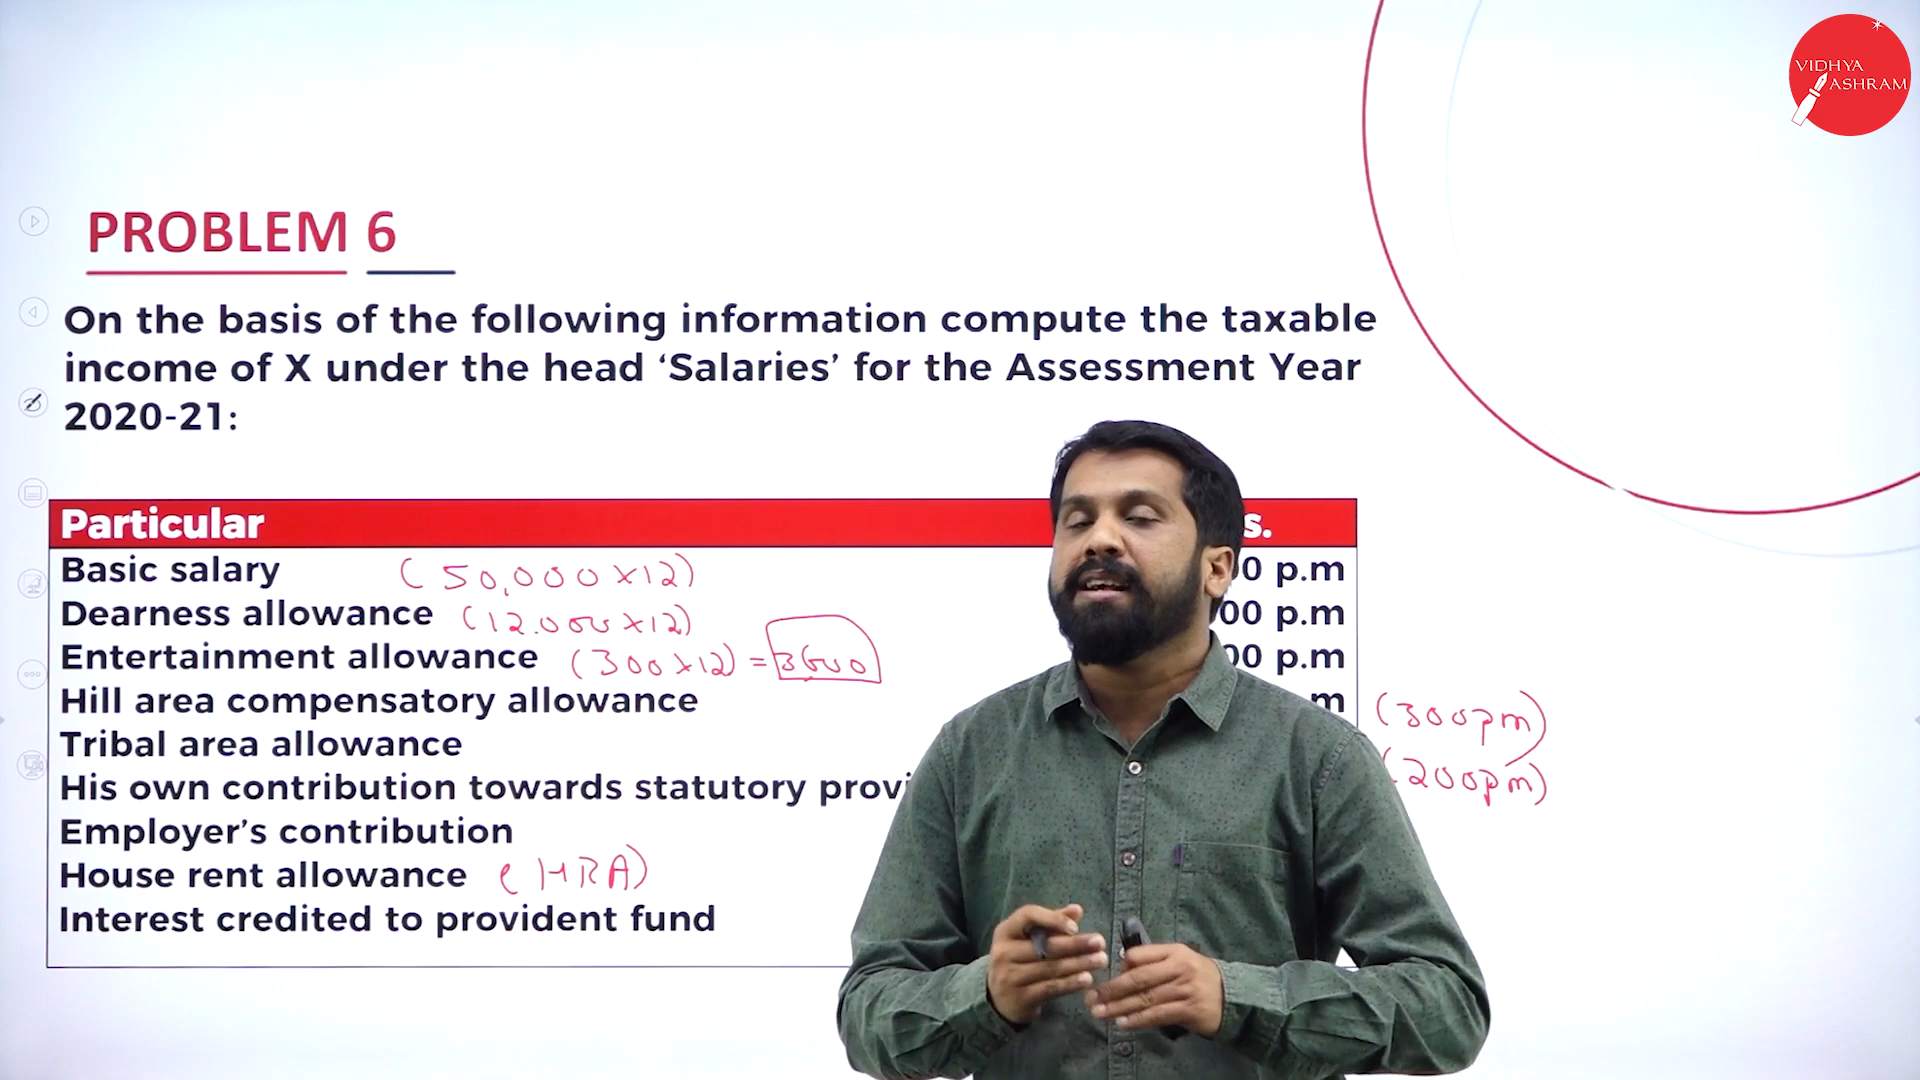 VIDHYA
ASHRAM
PROBLEM 6
On the basis of the following information compute the taxable
income of X under the head ‘Salaries’ for the Assessment Year
2020-21:
Particular s.
Basic salary (50,000 x12) 0 p.m
Dearness allowance (12.000 x12) 00 p.m
Entertainment allowance (300 x12) = 3600 00 p.m
Hill area compensatory allowance m (300pm)
Tribal area allowance (200pm)
His own contribution towards statutory provi
Employer’s contribution
House rent allowance (HRA)
Interest credited to provident fund